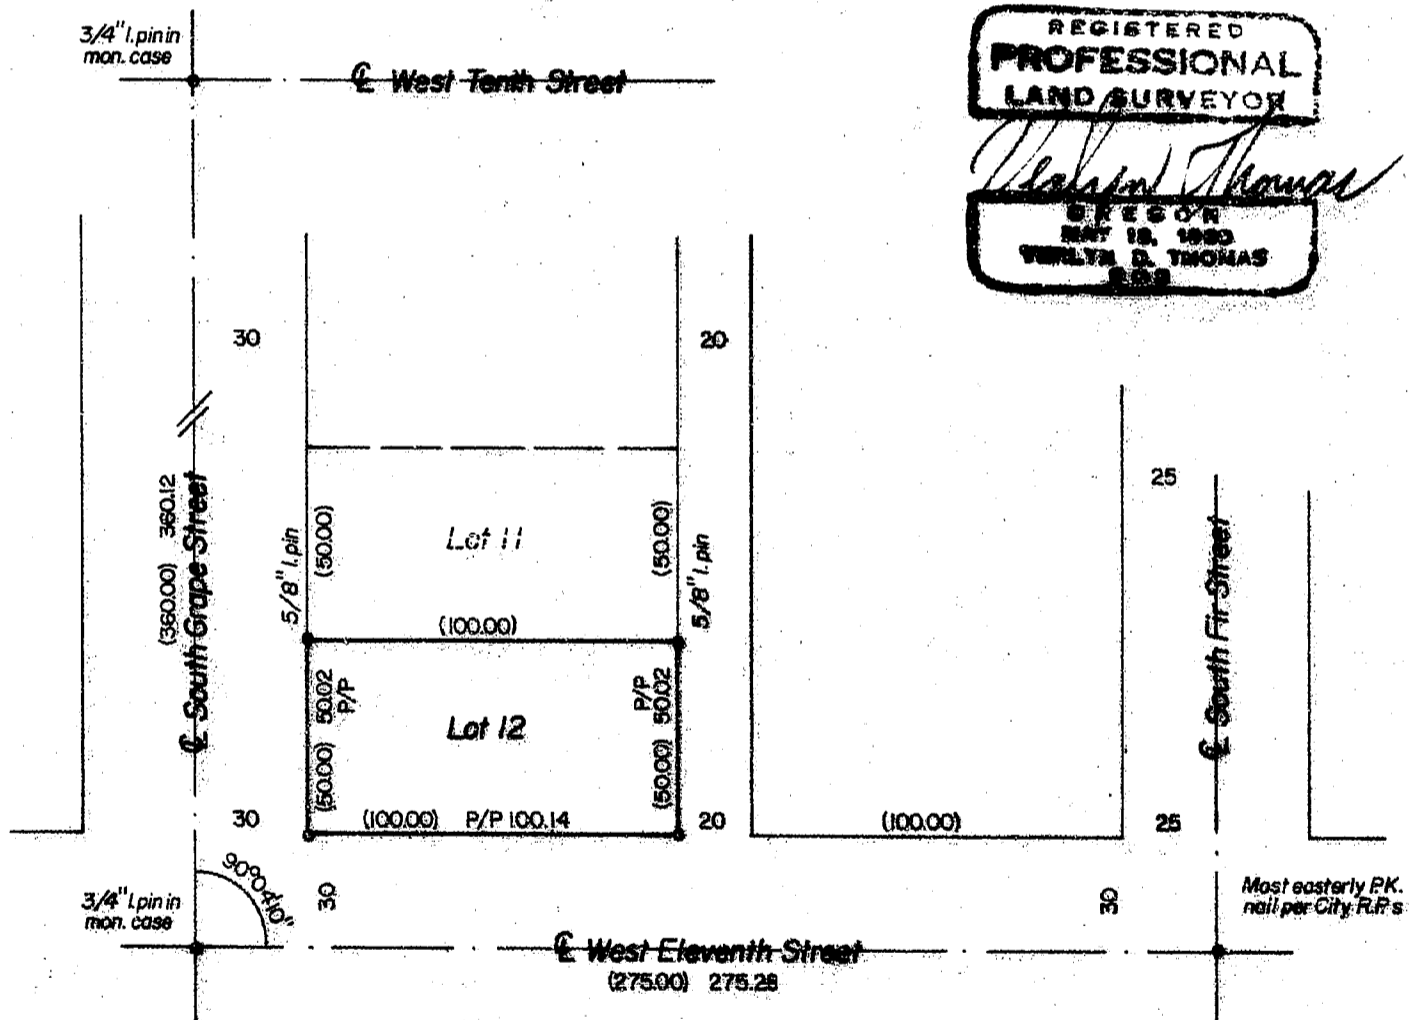 3/4" I.pin in
mon. case
℄ West Tenth Street
REGISTERED
PROFESSIONAL
LAND SURVEYOR
Verlyn Thomas
OREGON
VERLYN D. THOMAS
30
20
(360.00) 360.12
℄ South Grape Street
5/8" I.pin
(50.00)
Lot 11
(50.00)
5/8" I.pin
(100.00)
25
℄ South Fir Street
50.02
P/P
(50.00)
Lot 12
P/P
50.02
(50.00)
30
(100.00) P/P 100.14
20
(100.00)
25
90°04'10"
3/4" I.pin in
mon. case
30
30
Most easterly P.K.
nail per City R.P.s
℄ West Eleventh Street
(275.00) 275.28